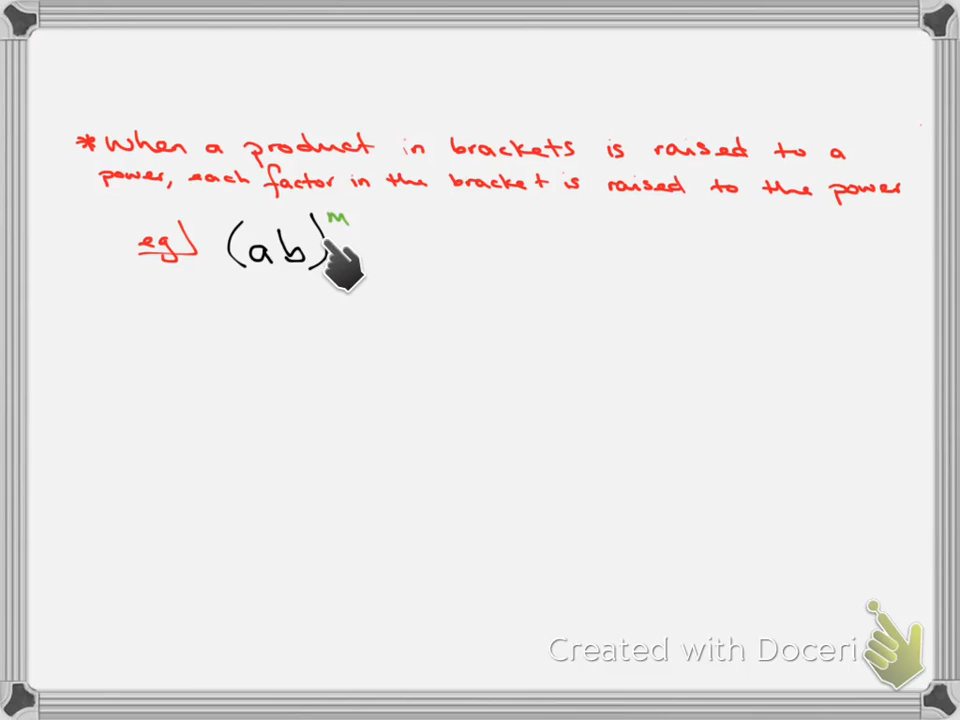 *When a product in brackets is raised to a
power, each factor in the bracket is raised to the power
eg) (ab)^m
Created with Doceri